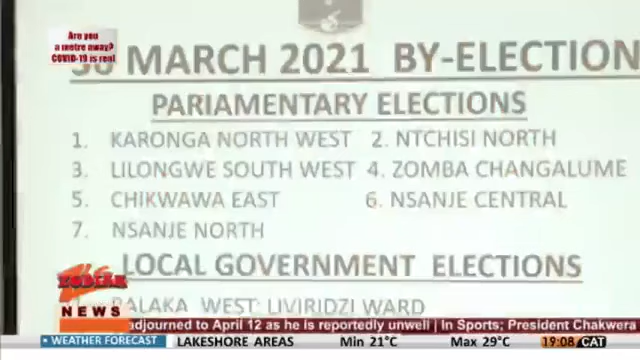 Are you
a metre away?
COVID-19 is real
30 MARCH 2021 BY-ELECTION
PARIAMENTARY ELECTIONS
1. KARONGA NORTH WEST 2. NTCHISI NORTH
3. LILONGWE SOUTH WEST 4. ZOMBA CHANGALUME
5. CHIKWAWA EAST 6. NSANJE CENTRAL
7. NSANJE NORTH
LOCAL GOVERNMENT ELECTIONS
BALAKA WEST: LIVIRIDZI WARD
ZODIAK
NEWS
adjourned to April 12 as he is reportedly unwell | In Sports; President Chakwera
WEATHER FORECAST LAKESHORE AREAS Min 21°C Max 29°C 19:08 CAT